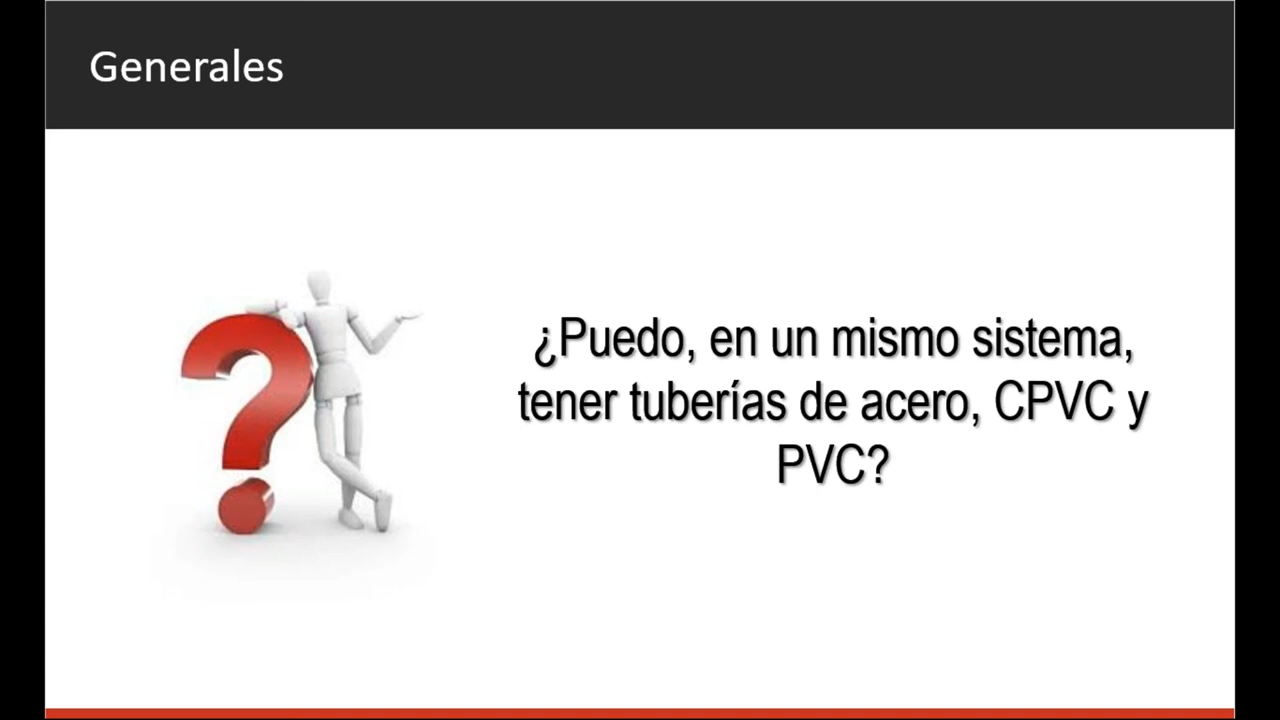 Generales
¿Puedo, en un mismo sistema,
tener tuberías de acero, CPVC y
PVC?